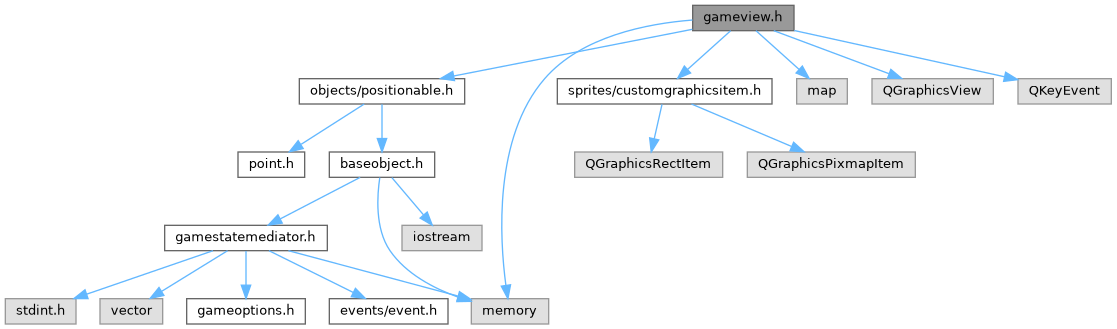 gameview.h
objects/positionable.h
sprites/customgraphicsitem.h
map
QGraphicsView
QKeyEvent
point.h
baseobject.h
QGraphicsRectItem
QGraphicsPixmapItem
gamestatemediator.h
iostream
stdint.h
vector
gameoptions.h
events/event.h
memory